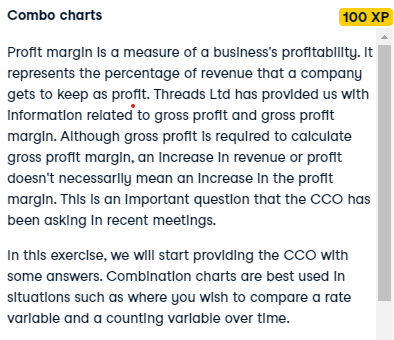 Combo charts
100 XP
Profit margin is a measure of a business's profitability. It
represents the percentage of revenue that a company
gets to keep as profit. Threads Ltd has provided us with
information related to gross profit and gross profit
margin. Although gross profit is required to calculate
gross profit margin, an increase in revenue or profit
doesn't necessarily mean an increase in the profit
margin. This is an important question that the CCO has
been asking in recent meetings.
In this exercise, we will start providing the CCO with
some answers. Combination charts are best used in
situations such as where you wish to compare a rate
variable and a counting variable over time.